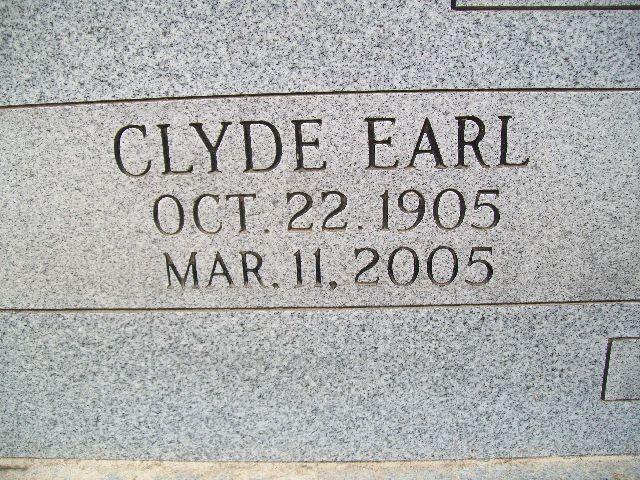 CLYDE EARL
OCT. 22. 1905
MAR. 11, 2005